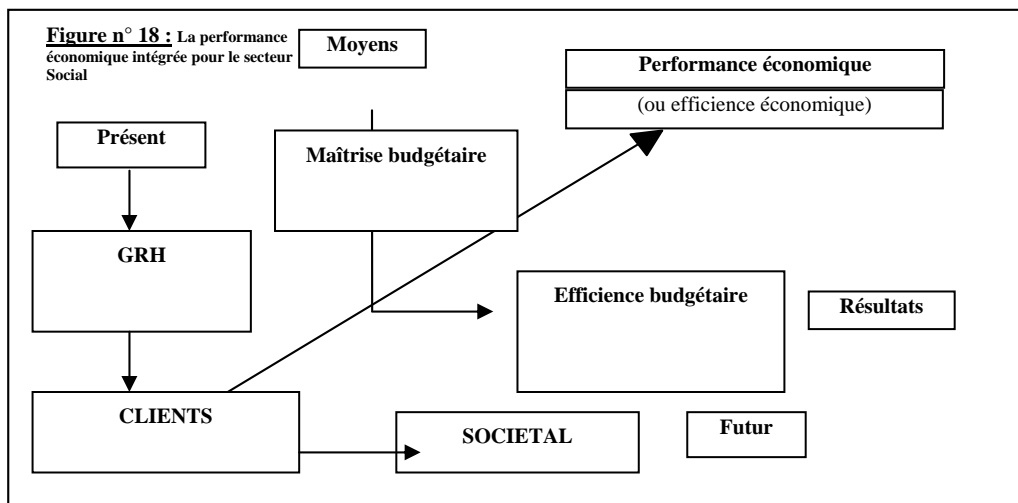 Figure n° 18 : La performance
économique intégrée pour le secteur
Social
Moyens
Performance économique
(ou efficience économique)
Présent
Maîtrise budgétaire
GRH
Efficience budgétaire
Résultats
CLIENTS
SOCIETAL
Futur